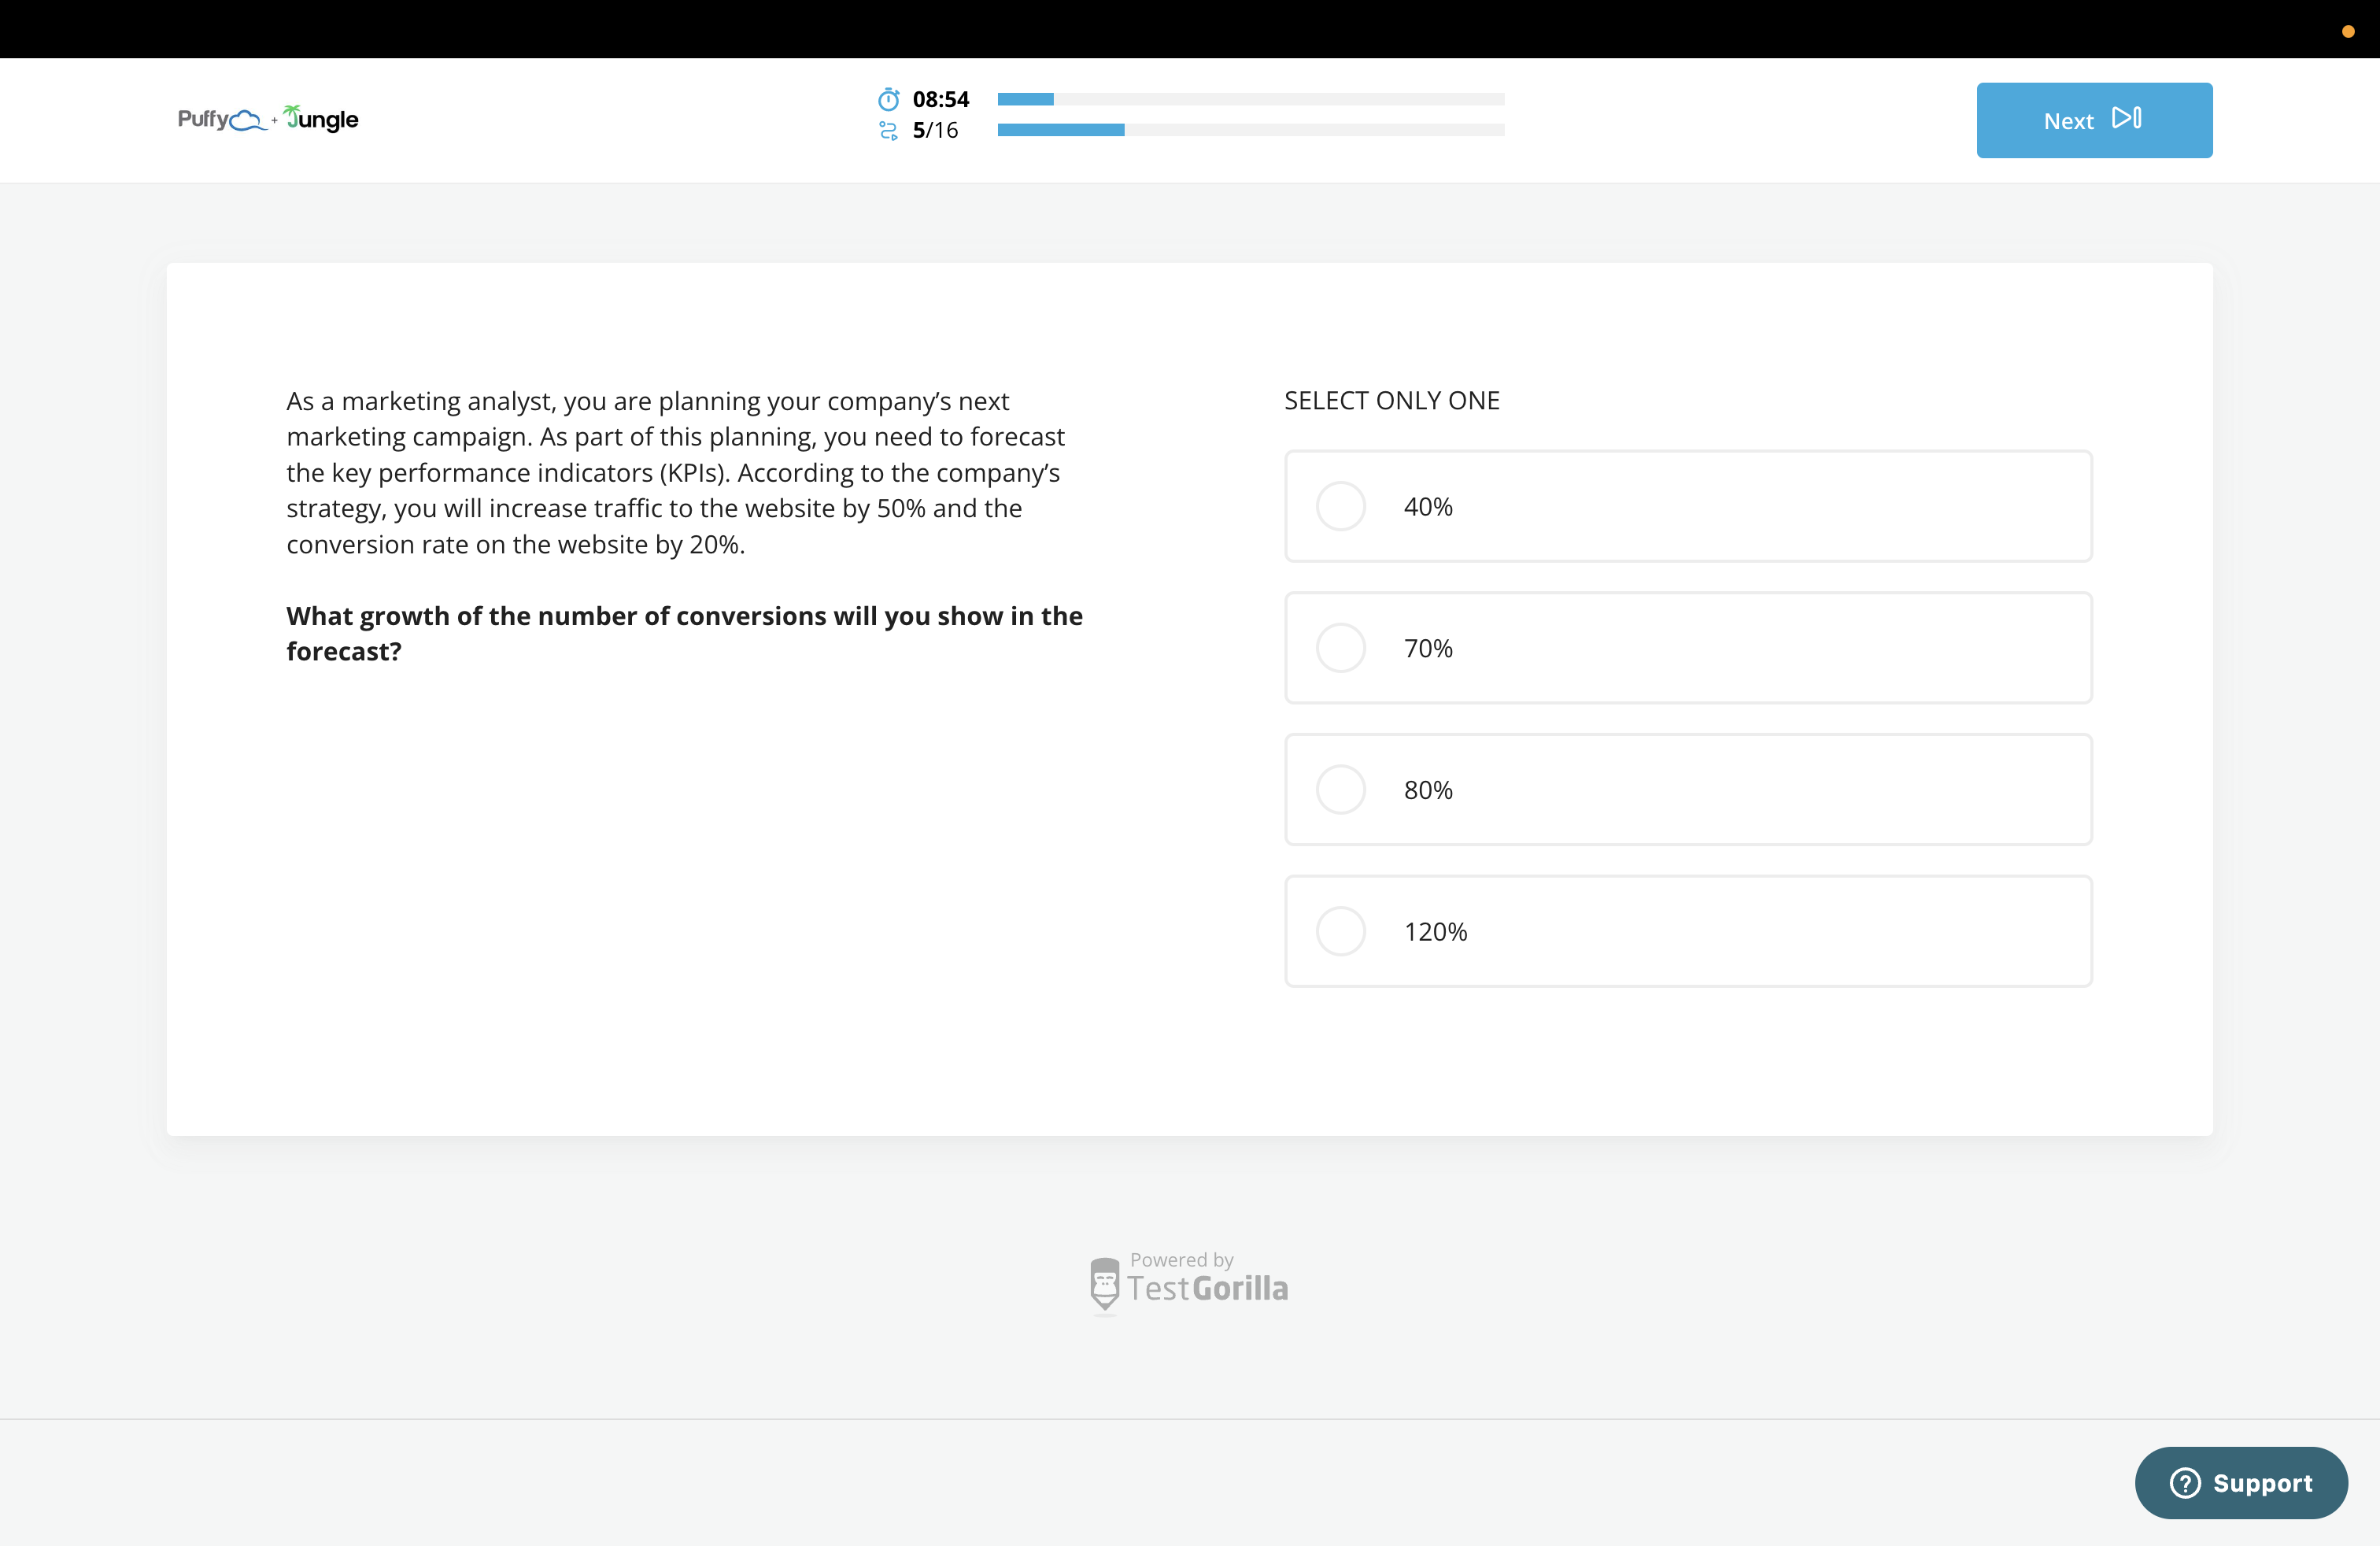 Puffy + Jungle
08:54
5/16
Next
As a marketing analyst, you are planning your company’s next
marketing campaign. As part of this planning, you need to forecast
the key performance indicators (KPIs). According to the company’s
strategy, you will increase traffic to the website by 50% and the
conversion rate on the website by 20%.
What growth of the number of conversions will you show in the
forecast?
SELECT ONLY ONE
40%
70%
80%
120%
Powered by
TestGorilla
Support